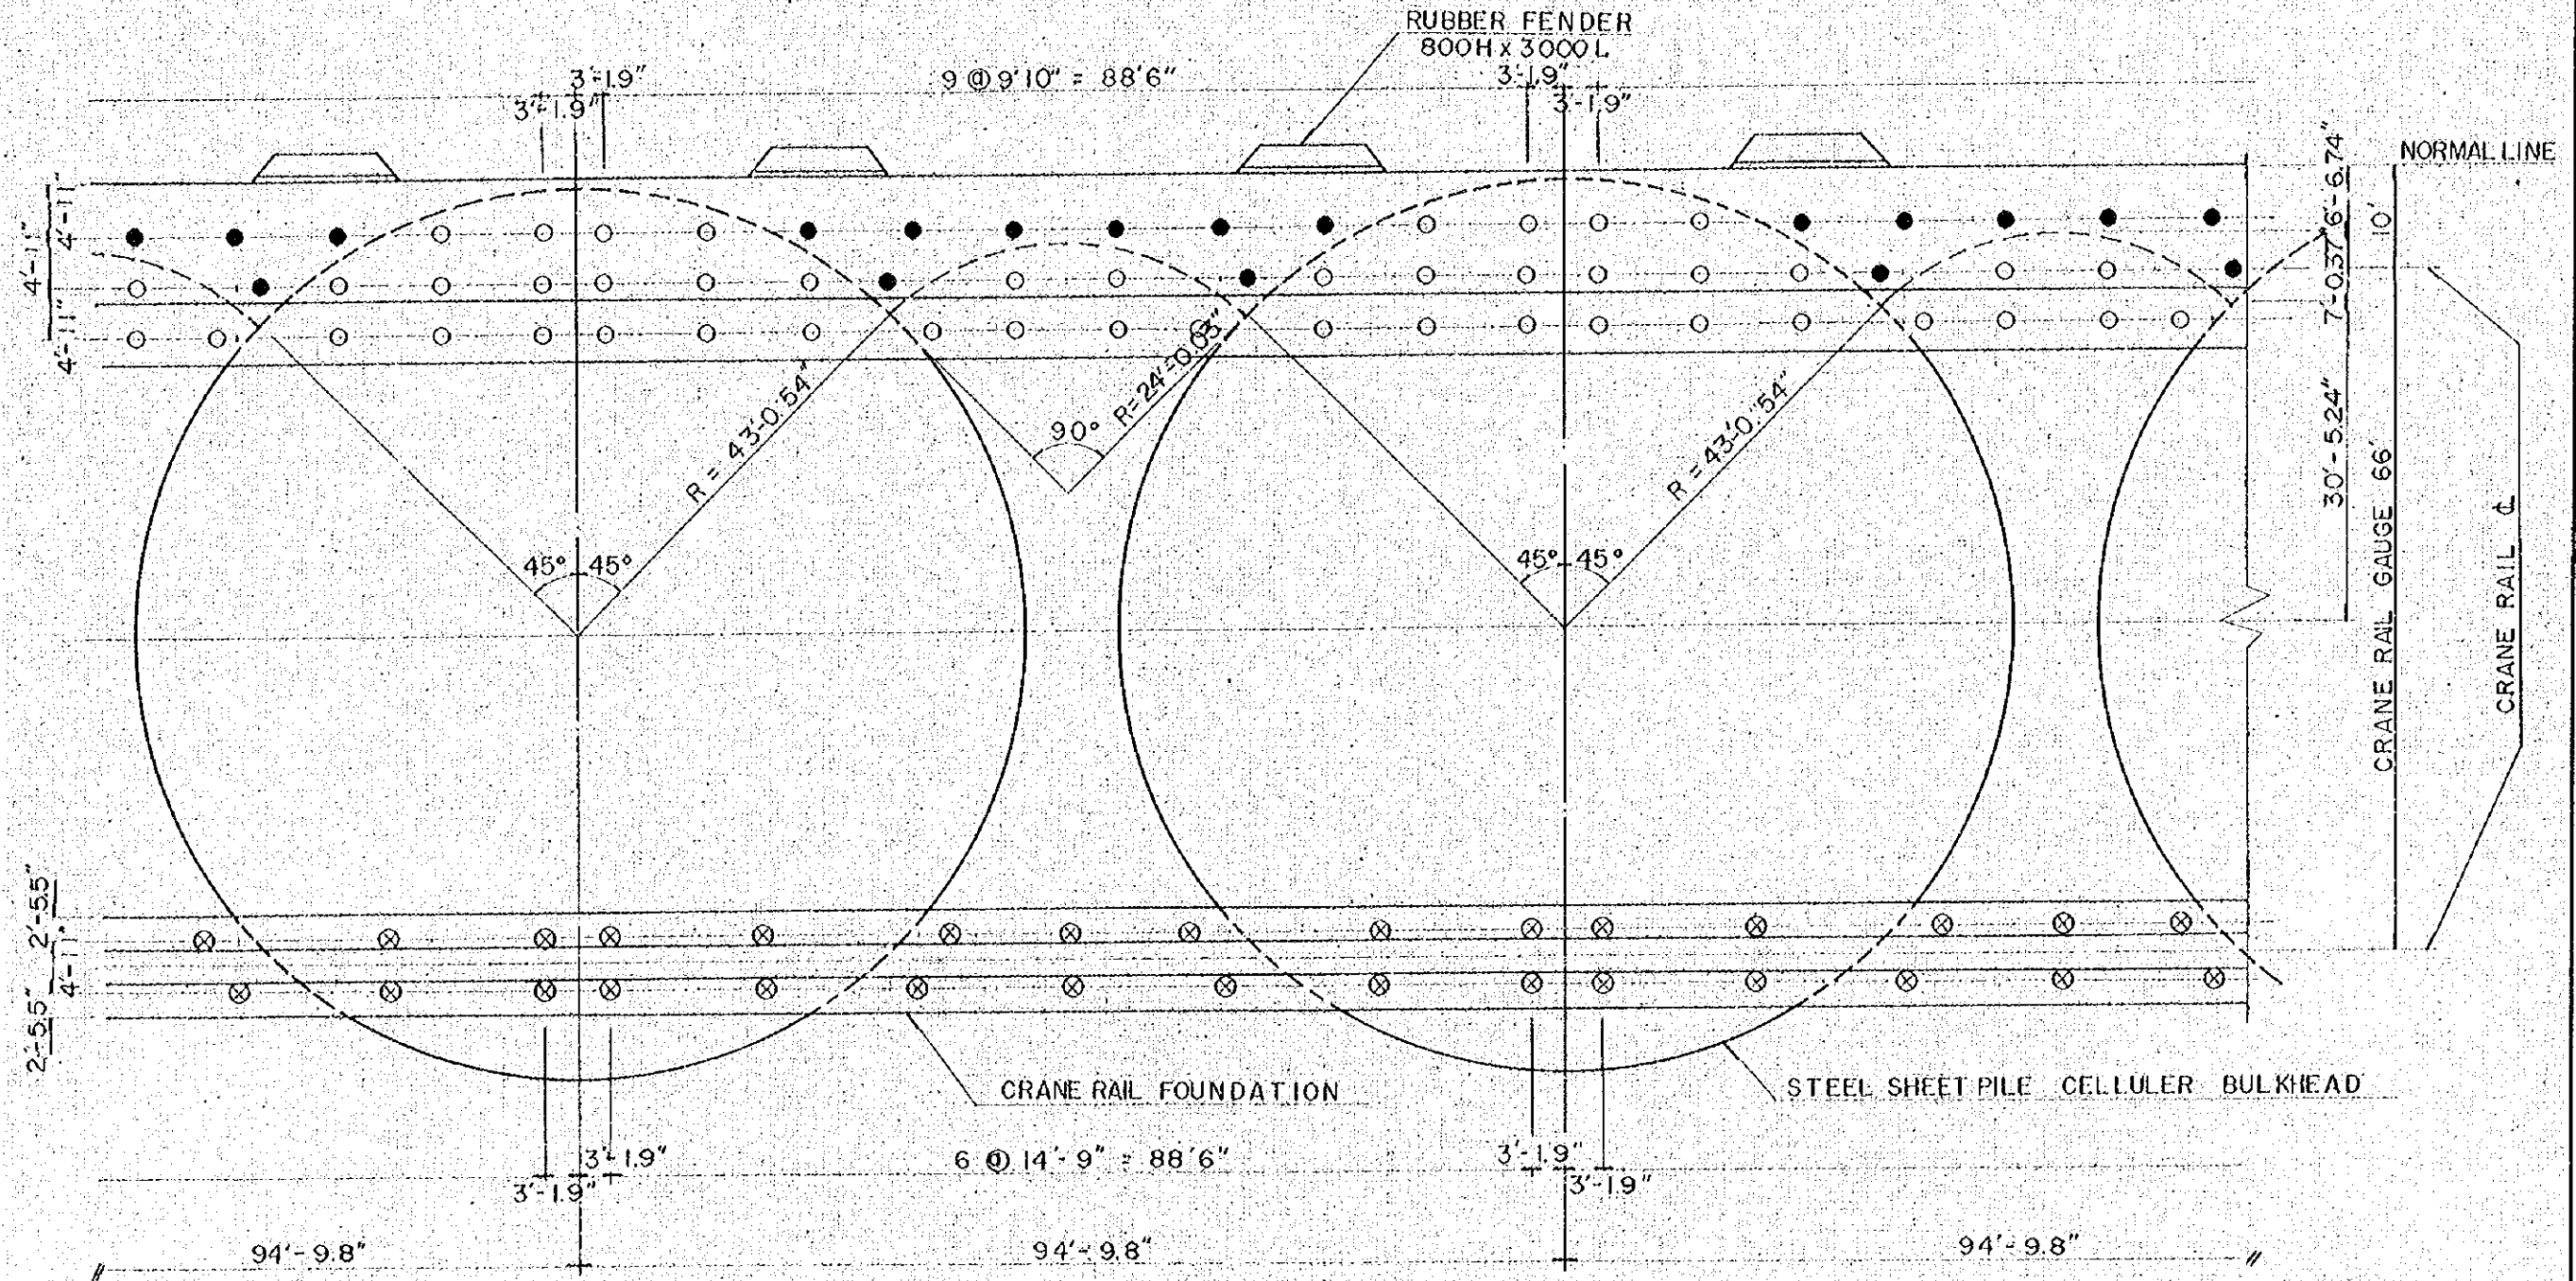 RUBBER FENDER
800H x 3000L
3'-1.9"
9 @ 9'10" = 88'6"
3'-1.9"
3'-1.9"
3'-1.9"
NORMAL LINE
6'-6.74"
10'
7'-0.37"
4'-11"
4'-11"
4'-11"
R = 43'-0.54"
R=24'-0.03"
90°
R = 43'-0."54"
30'-5.24"
CRANE RAIL GAUGE 66'
CRANE RAIL ℄
45° 45°
45° 45°
2'-5.5"
4'-11"
2'-5.5"
CRANE RAIL FOUNDATION
STEEL SHEET PILE CELLULER BULKHEAD
3'-1.9"
6 @ 14'-9" = 88'6"
3'-1.9"
3'-1.9"
3'-1.9"
94'-9.8"
94'-9.8"
94'-9.8"